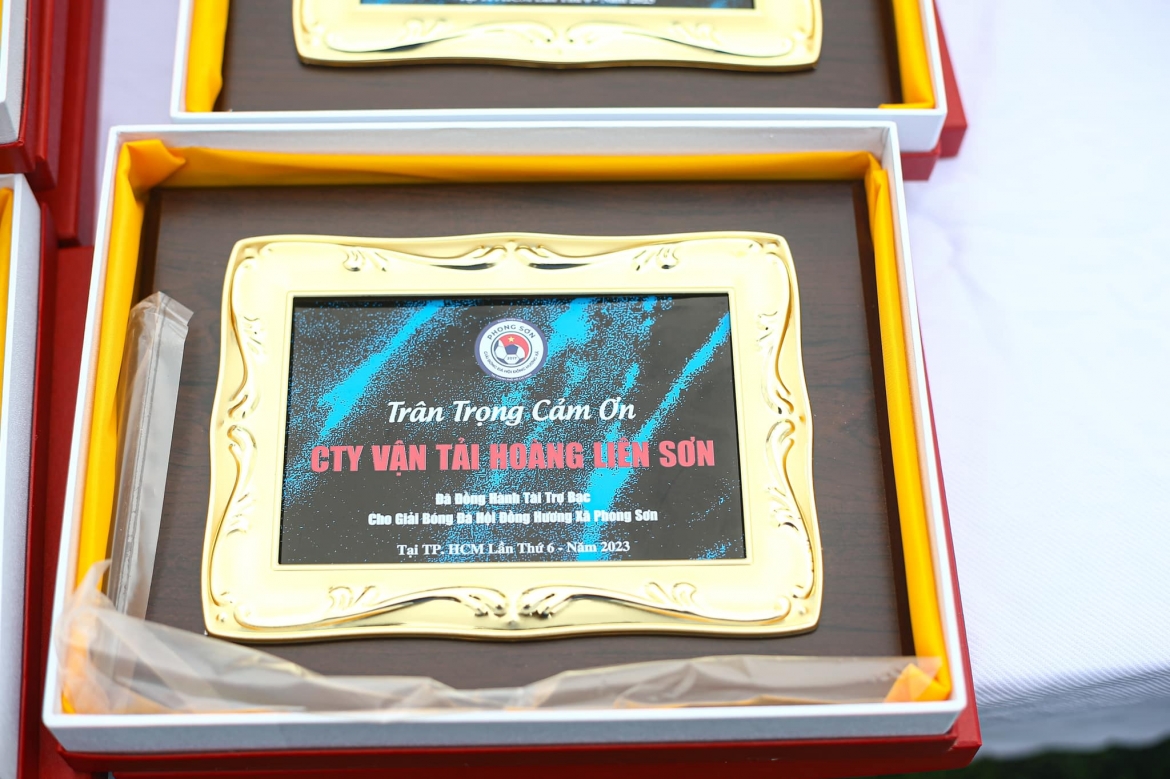 PHONG SƠN
Trân Trọng Cảm Ơn
CTY VẬN TẢI HOÀNG LIÊN SƠN
Đã Đồng Hành Tài Trợ Bạc
Cho Giải Bóng Đá Hội Đồng Hương Xã Phong Sơn
Tại TP. HCM Lần Thứ 6 - Năm 2023